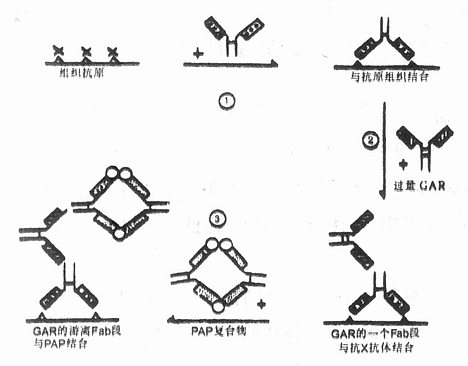 组织抗原
①
与抗原组织结合
②
过量 GAR
③
GAR的游离Fab段
与PAP结合
PAP复合物
GAR的一个Fab段
与抗X抗体结合